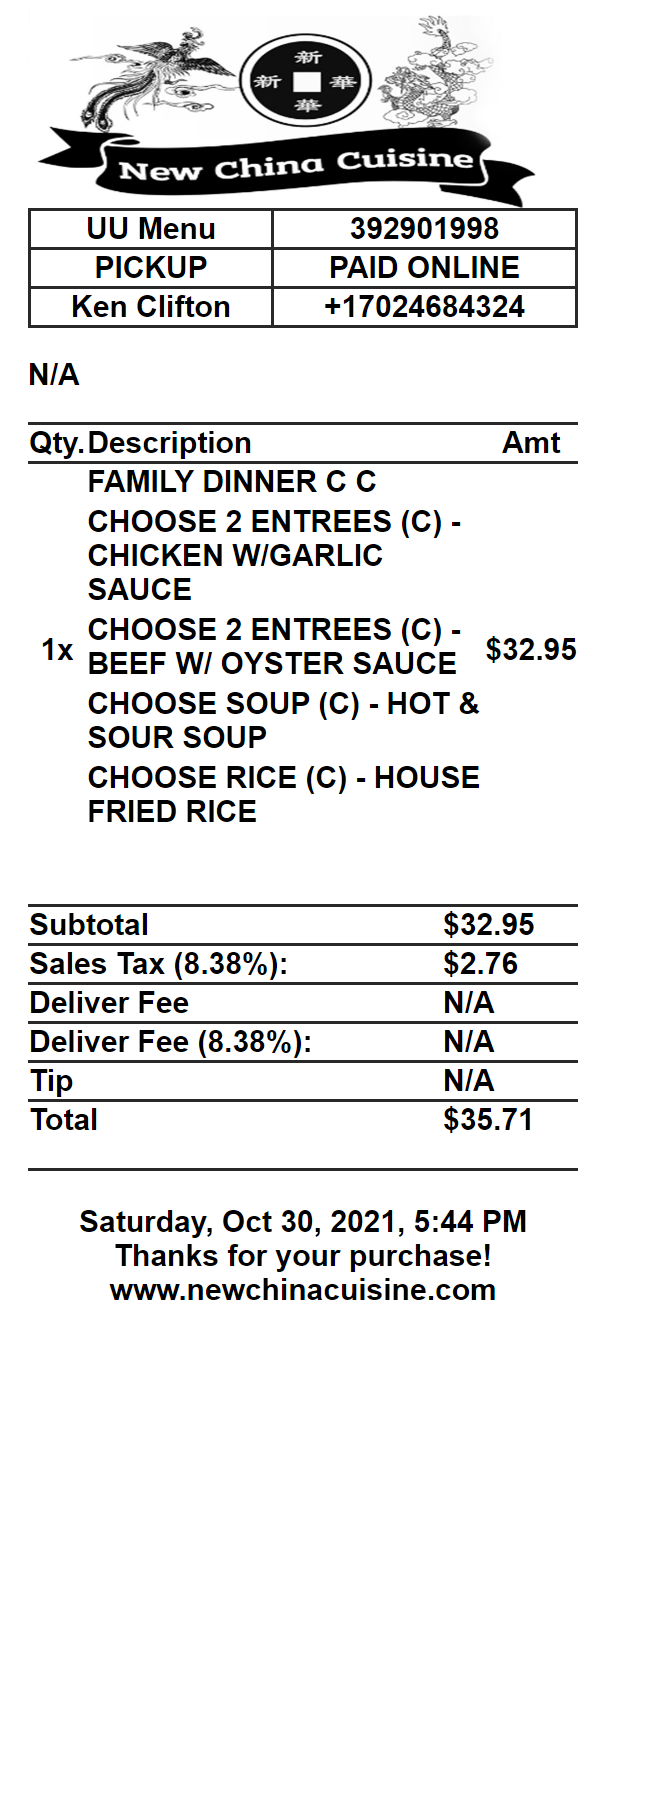 新
新 華
華
New China Cuisine
UU Menu 392901998
PICKUP PAID ONLINE
Ken Clifton +17024684324
N/A
Qty. Description Amt
FAMILY DINNER C C
CHOOSE 2 ENTREES (C) -
CHICKEN W/GARLIC
SAUCE
CHOOSE 2 ENTREES (C) -
1x $32.95
BEEF W/ OYSTER SAUCE
CHOOSE SOUP (C) - HOT &
SOUR SOUP
CHOOSE RICE (C) - HOUSE
FRIED RICE
Subtotal $32.95
Sales Tax (8.38%): $2.76
Deliver Fee N/A
Deliver Fee (8.38%): N/A
Tip N/A
Total $35.71
Saturday, Oct 30, 2021, 5:44 PM
Thanks for your purchase!
www.newchinacuisine.com